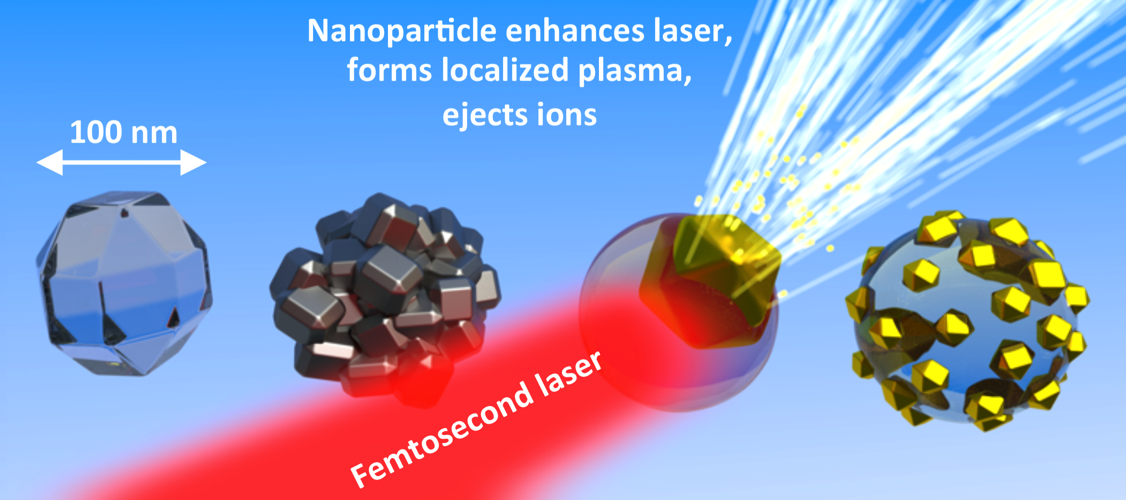 Nanoparticle enhances laser,
forms localized plasma,
ejects ions
100 nm
Femtosecond laser